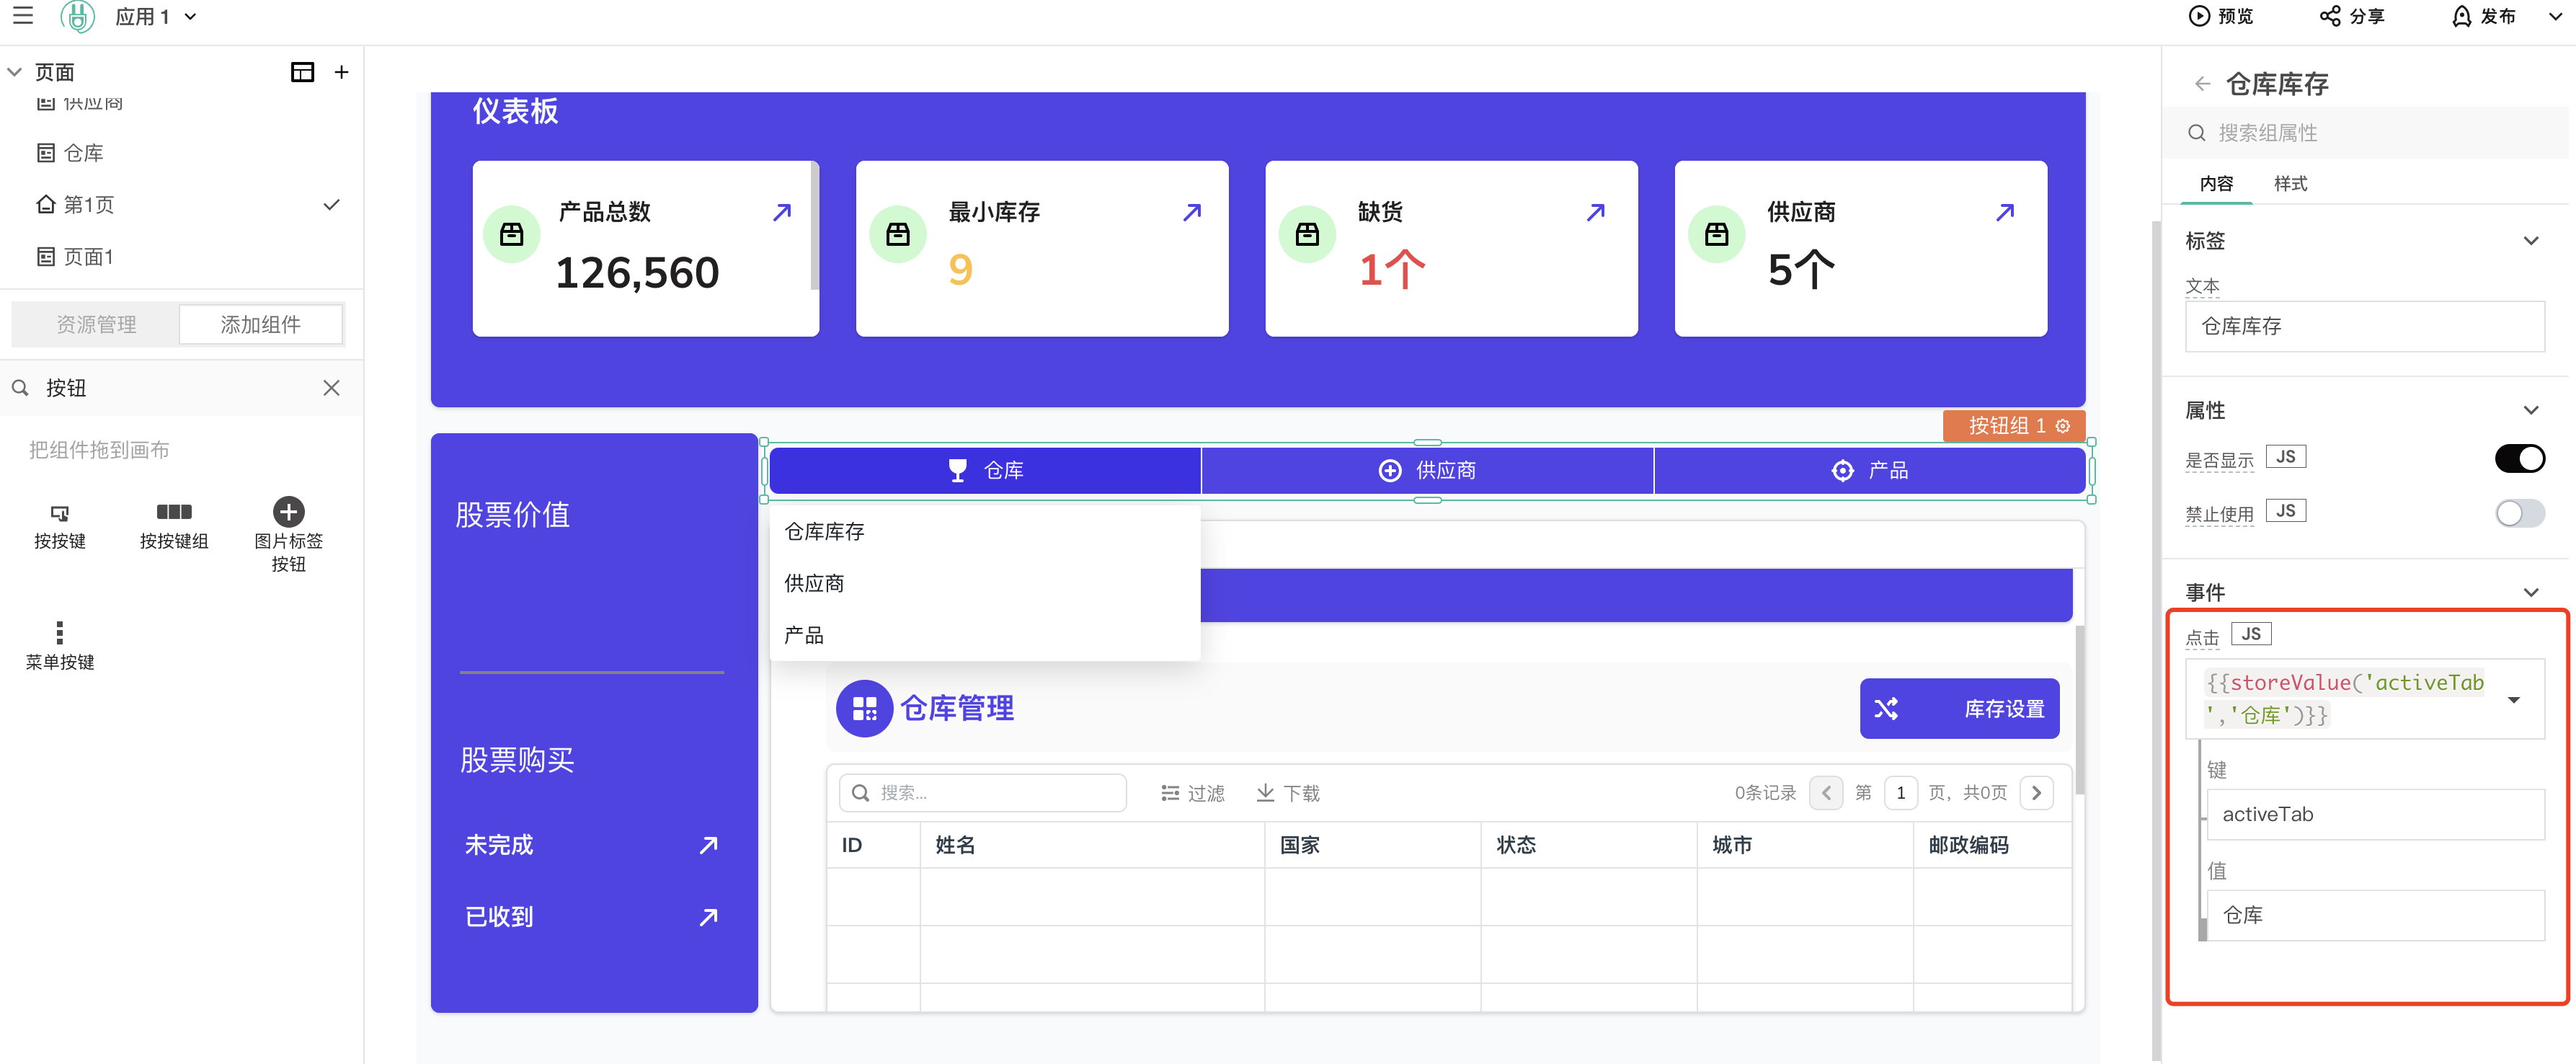 应用 1
预览
分享
发布
页面
供应商
仓库
第1页
页面1
资源管理
添加组件
按钮
把组件拖到画布
按按键
按按键组
图片标签
按钮
菜单按键
仪表板
产品总数
126,560
最小库存
9
缺货
1个
供应商
5个
按钮组 1
仓库
供应商
产品
仓库库存
供应商
产品
股票价值
股票购买
未完成
已收到
仓库管理
库存设置
搜索...
过滤
下载
0条记录
第
1
页，共0页
ID
姓名
国家
状态
城市
邮政编码
仓库库存
搜索组属性
内容
样式
标签
文本
仓库库存
属性
是否显示
JS
禁止使用
JS
事件
点击
JS
{{storeValue('activeTab
','仓库')}}
键
activeTab
值
仓库